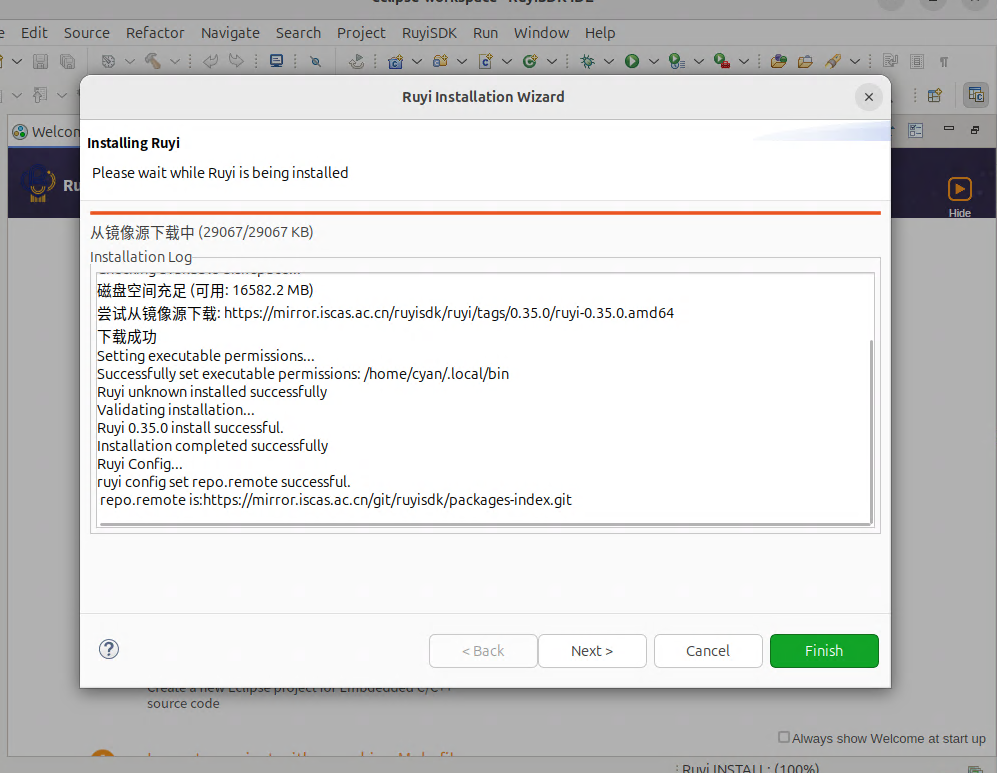 Edit Source Refactor Navigate Search Project RuyiSDK Run Window Help
Ruyi Installation Wizard
Welcon
Installing Ruyi
Please wait while Ruyi is being installed
Ru
Hide
从镜像源下载中 (29067/29067 KB)
Installation Log
磁盘空间充足 (可用: 16582.2 MB)
尝试从镜像源下载: https://mirror.iscas.ac.cn/ruyisdk/ruyi/tags/0.35.0/ruyi-0.35.0.amd64
下载成功
Setting executable permissions...
Successfully set executable permissions: /home/cyan/.local/bin
Ruyi unknown installed successfully
Validating installation...
Ruyi 0.35.0 install successful.
Installation completed successfully
Ruyi Config...
ruyi config set repo.remote successful.
repo.remote is:https://mirror.iscas.ac.cn/git/ruyisdk/packages-index.git
< Back
Next >
Cancel
Finish
Create a new Eclipse project for Embdedded C/C++
source code
Always show Welcome at start up
Ruyi INSTALL: (100%)